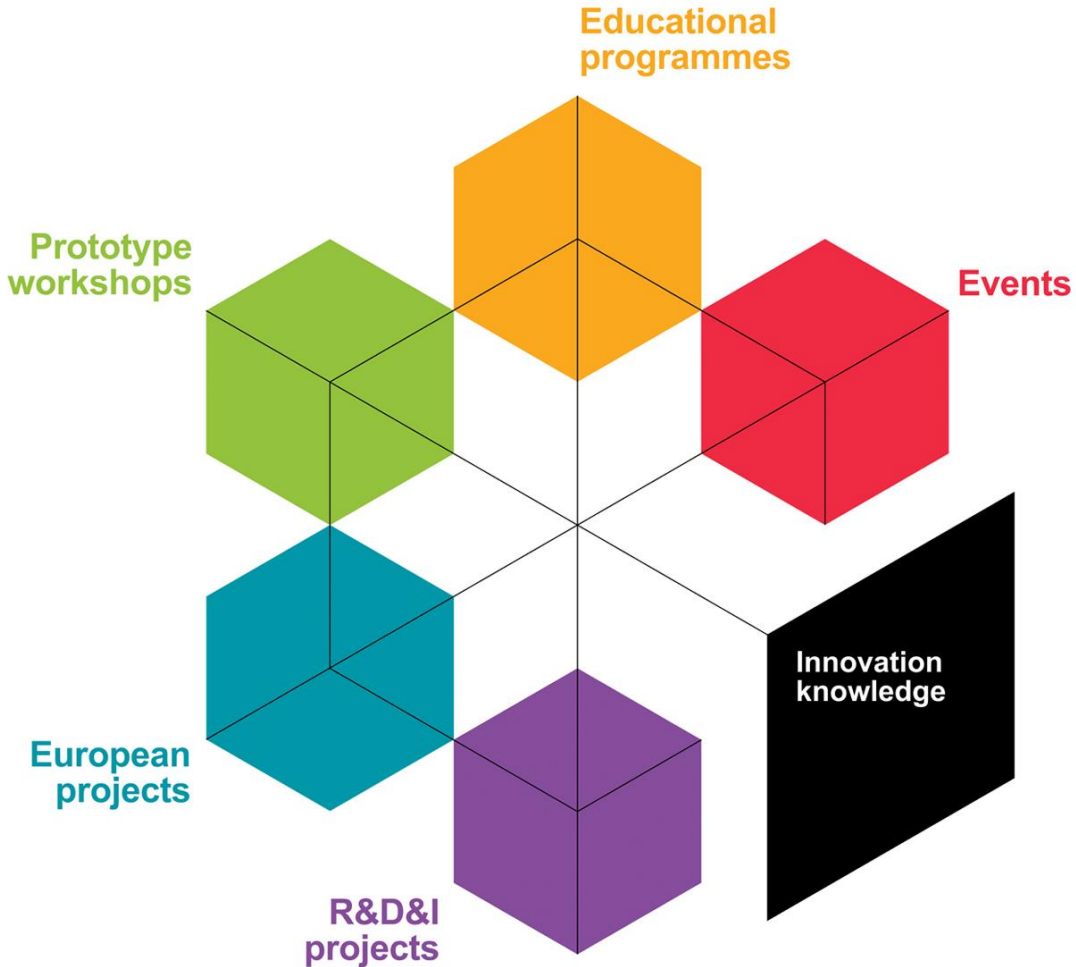 Educational
programmes
Prototype
workshops
Events
Innovation
knowledge
European
projects
R&D&I
projects